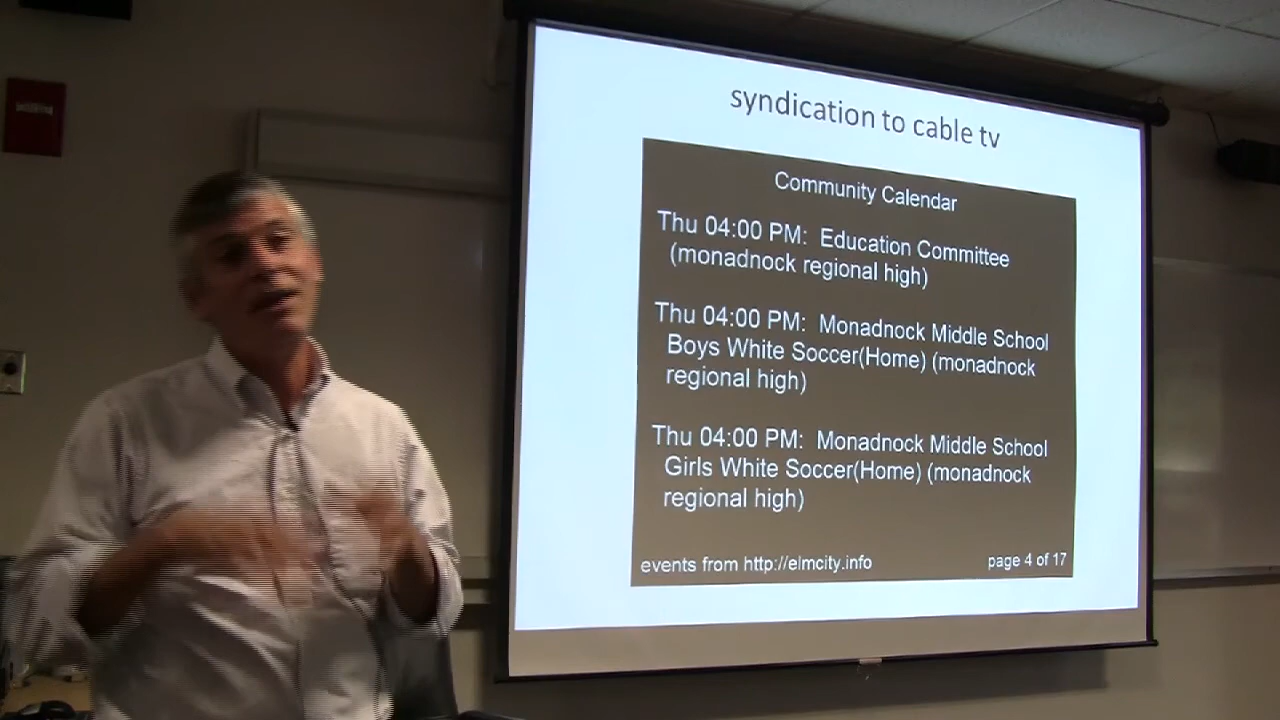 syndication to cable tv
Community Calendar
Thu 04:00 PM: Education Committee
(monadnock regional high)
Thu 04:00 PM: Monadnock Middle School
Boys White Soccer(Home) (monadnock
regional high)
Thu 04:00 PM: Monadnock Middle School
Girls White Soccer(Home) (monadnock
regional high)
events from http://elmcity.info
page 4 of 17